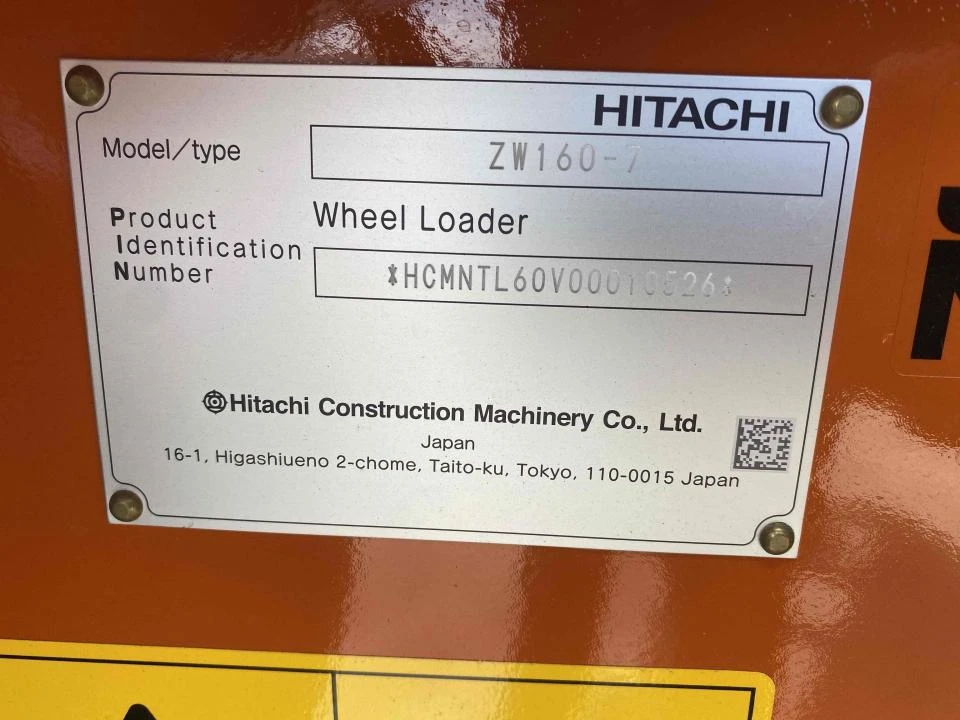 HITACHI
Model/type ZW160-7
Product
Identification
Number
Wheel Loader
*HCMNTL60V00010526*
Hitachi Construction Machinery Co., Ltd.
Japan
16-1, Higashiueno 2-chome, Taito-ku, Tokyo, 110-0015 Japan